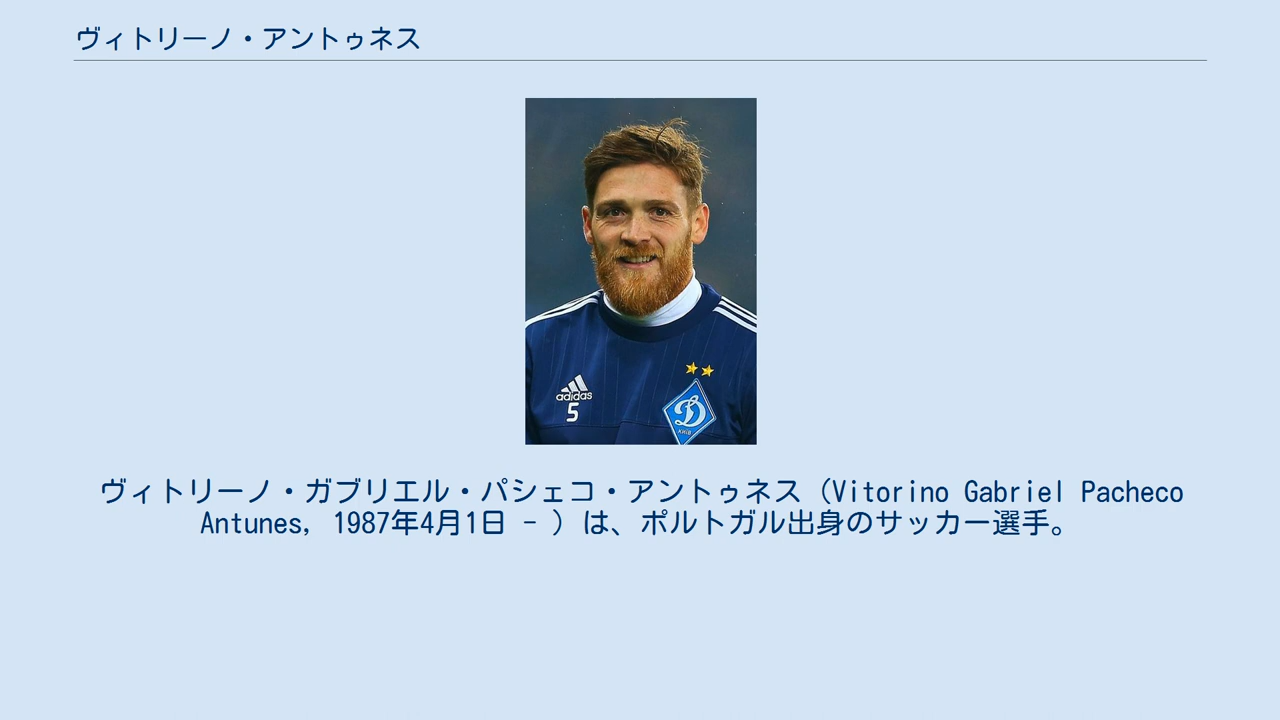 ヴィトリーノ・アントゥネス
adidas
5
Д
КИЇВ
ヴィトリーノ・ガブリエル・パシェコ・アントゥネス（Vitorino Gabriel Pacheco
Antunes, 1987年4月1日 - ）は、ポルトガル出身のサッカー選手。